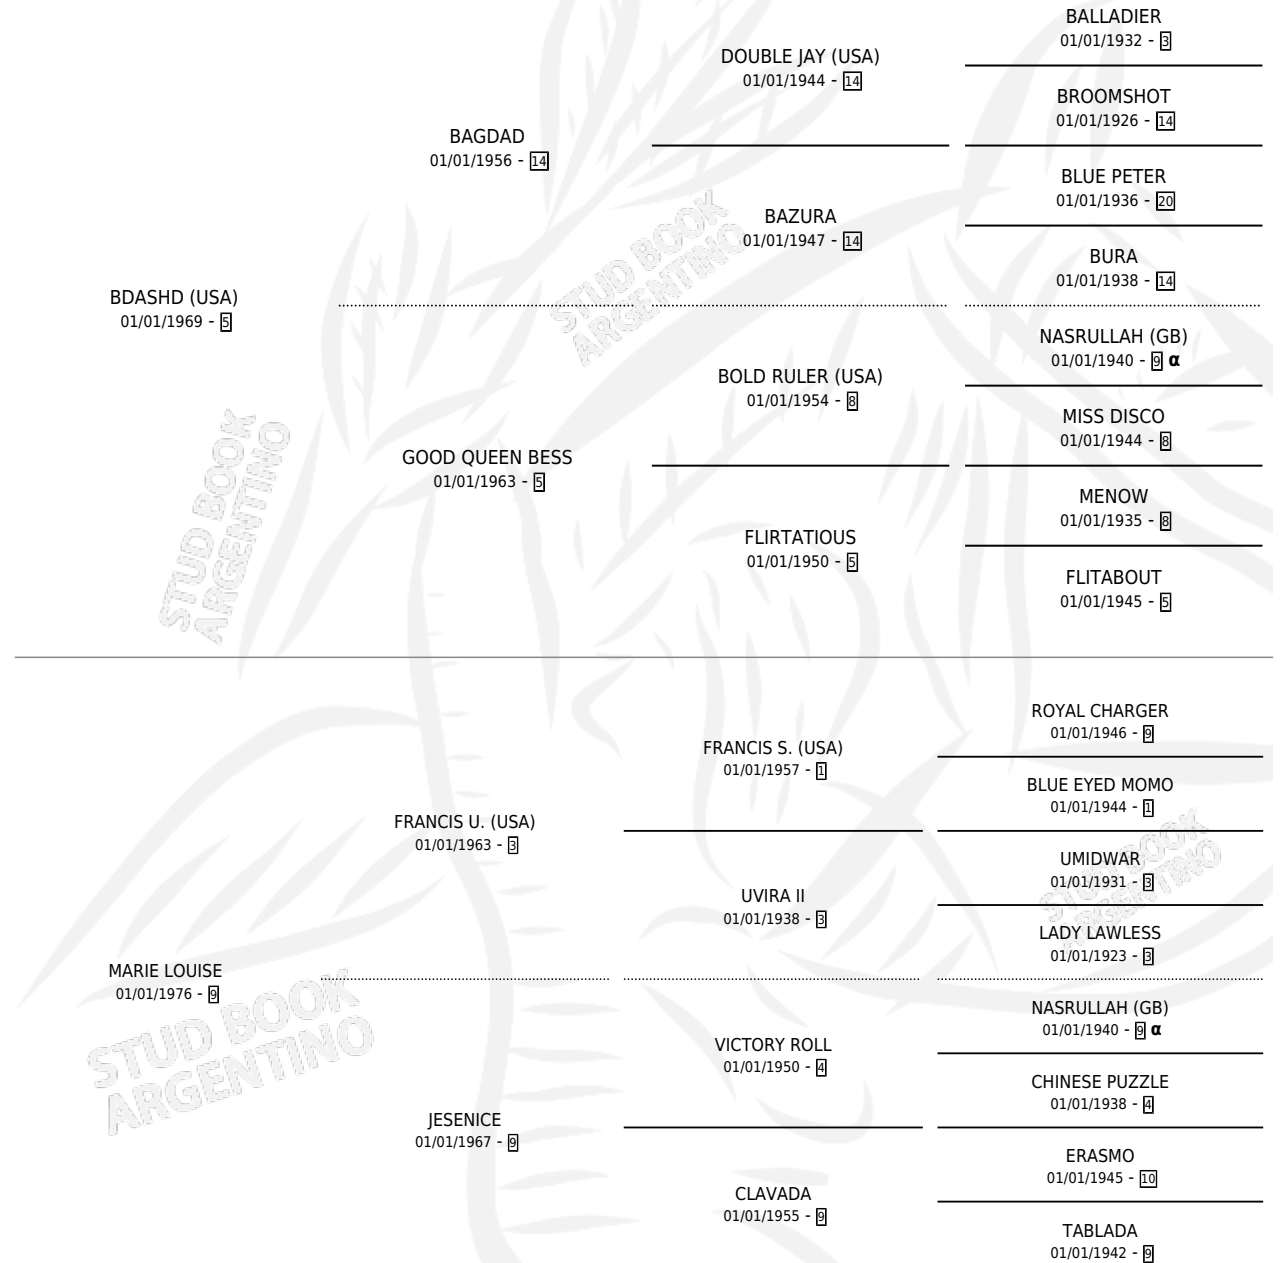 BALLADIER
01/01/1932 - 3
DOUBLE JAY (USA)
01/01/1944 - 14
BROOMSHOT
01/01/1926 - 14
BAGDAD
01/01/1956 - 14
BLUE PETER
01/01/1936 - 20
BAZURA
01/01/1947 - 14
BURA
01/01/1938 - 14
BDASHD (USA)
01/01/1969 - 5
NASRULLAH (GB)
01/01/1940 - 9 α
BOLD RULER (USA)
01/01/1954 - 8
MISS DISCO
01/01/1944 - 8
GOOD QUEEN BESS
01/01/1963 - 5
MENOW
01/01/1935 - 8
FLIRTATIOUS
01/01/1950 - 5
FLITABOUT
01/01/1945 - 5
ROYAL CHARGER
01/01/1946 - 9
FRANCIS S. (USA)
01/01/1957 - 1
BLUE EYED MOMO
01/01/1944 - 1
FRANCIS U. (USA)
01/01/1963 - 3
UMIDWAR
01/01/1931 - 3
UVIRA II
01/01/1938 - 3
LADY LAWLESS
01/01/1923 - 3
MARIE LOUISE
01/01/1976 - 9
NASRULLAH (GB)
01/01/1940 - 9 α
VICTORY ROLL
01/01/1950 - 4
CHINESE PUZZLE
01/01/1938 - 4
JESENICE
01/01/1967 - 9
ERASMO
01/01/1945 - 10
CLAVADA
01/01/1955 - 9
TABLADA
01/01/1942 - 9
STUD BOOK
ARGENTINO
STUD BOOK
ARGENTINO
STUD BOOK
ARGENTINO
STUD BOOK
ARGENTINO